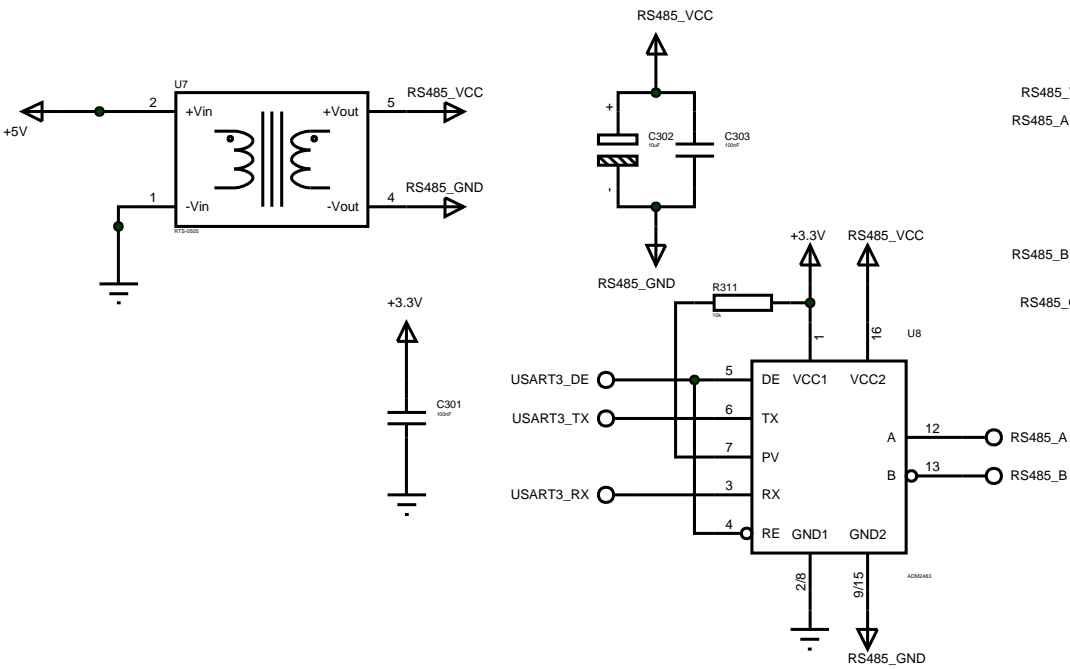 RS485_VCC
U7
2
+Vin
+Vout
5
RS485_VCC
+5V
1
-Vin
-Vout
4
RS485_GND
RTS-0505
+
C302
10uF
-
C303
100nF
RS485_GND
RS485_A
RS485_B
+3.3V
C301
100nF
+3.3V
RS485_VCC
R311
10k
1
16
U8
USART3_DE
5
DE
VCC1
VCC2
USART3_TX
6
TX
7
PV
USART3_RX
3
RX
4
RE
GND1
GND2
A
12
RS485_A
B
13
RS485_B
2/8
9/15
ADM2483
RS485_GND